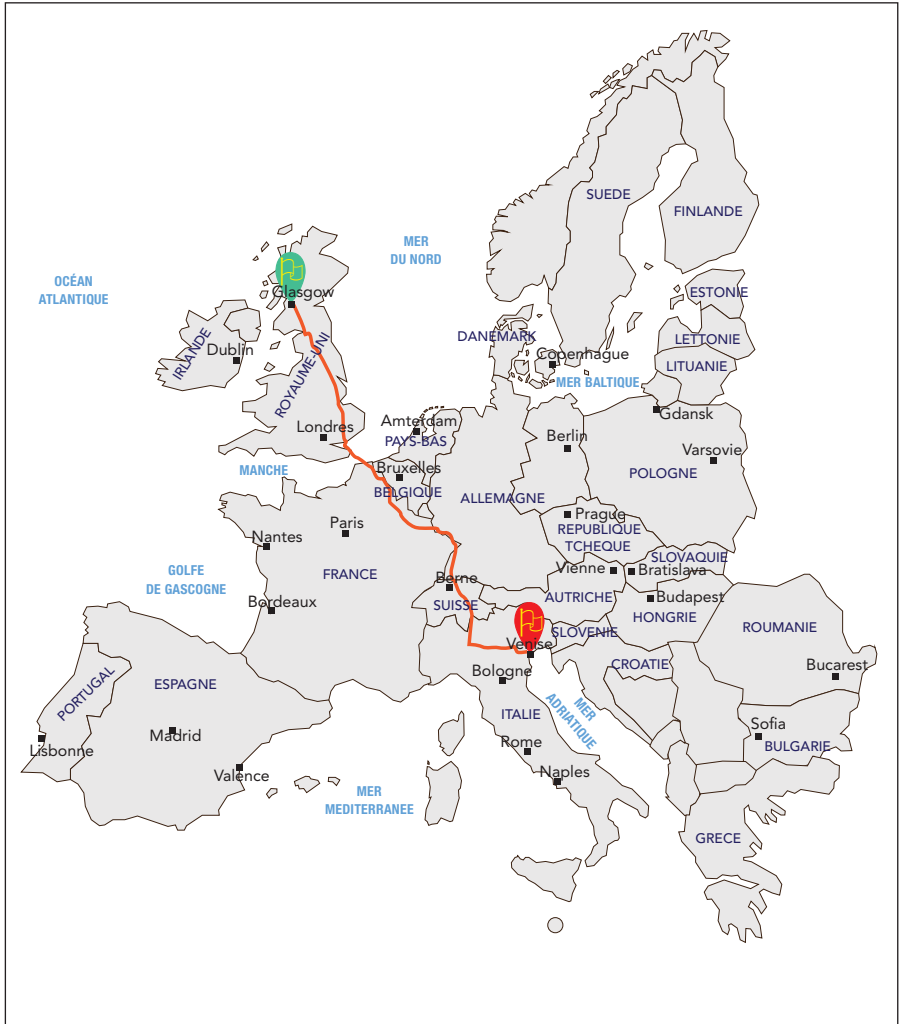 SUEDE
FINLANDE
MER
DU NORD
OCÉAN
ATLANTIQUE
Glasgow
ESTONIE
DANEMARK
LETTONIE
IRLANDE
Dublin
ROYAUME-UNI
Copenhague
LITUANIE
MER BALTIQUE
Gdansk
Amterdam
Londres
PAYS-BAS
Berlin
Varsovie
MANCHE
Bruxelles
POLOGNE
BELGIQUE
ALLEMAGNE
Paris
Prague
Nantes
REPUBLIQUE
TCHEQUE
SLOVAQUIE
GOLFE
DE GASCOGNE
FRANCE
Berne
Vienne
Bratislava
Bordeaux
SUISSE
AUTRICHE
Budapest
HONGRIE
ROUMANIE
SLOVENIE
Venise
CROATIE
Bucarest
Bologne
PORTUGAL
ESPAGNE
MER
ADRIATIQUE
ITALIE
Sofia
Madrid
Lisbonne
Rome
BULGARIE
Valence
Naples
MER
MEDITERRANEE
GRECE